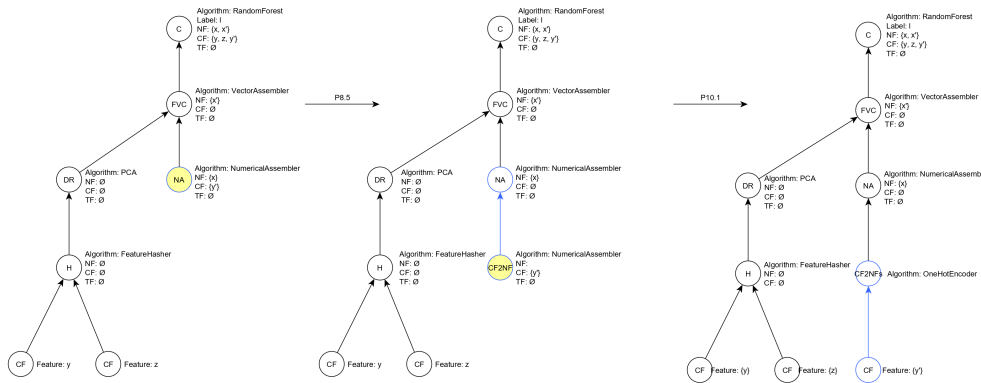 Algorithm: RandomForest
Label: l
NF: {x, x'}
CF: {y, z, y'}
TF: Ø
C
Algorithm: VectorAssembler
NF: {x'}
CF: Ø
TF: Ø
FVC
Algorithm: PCA
NF: Ø
CF: Ø
TF: Ø
DR
Algorithm: NumericalAssembler
NF: {x}
CF: {y'}
TF: Ø
NA
Algorithm: FeatureHasher
NF: Ø
CF: Ø
TF: Ø
H
CF
Feature: y
CF
Feature: z
P8.5
Algorithm: RandomForest
Label: l
NF: {x, x'}
CF: {y, z, y'}
TF: Ø
C
Algorithm: VectorAssembler
NF: {x'}
CF: Ø
TF: Ø
FVC
Algorithm: PCA
NF: Ø
CF: Ø
TF: Ø
DR
Algorithm: NumericalAssembler
NF: {x}
CF: Ø
TF: Ø
NA
Algorithm: FeatureHasher
NF: Ø
CF: Ø
TF: Ø
H
Algorithm: NumericalAssembler
NF:
CF: {y'}
TF: Ø
CF2NF
CF
Feature: y
CF
Feature: z
P10.1
Algorithm: RandomForest
Label: l
NF: {x, x'}
CF: {y, z, y'}
TF: Ø
C
Algorithm: VectorAssembler
NF: {x'}
CF: Ø
TF: Ø
FVC
Algorithm: PCA
NF: Ø
CF: Ø
TF: Ø
DR
Algorithm: NumericalAssemb
NF: {x}
CF: Ø
TF: Ø
NA
Algorithm: FeatureHasher
NF: Ø
CF: Ø
H
CF2NFs
Algorithm: OneHotEncoder
CF
Feature: {y}
CF
Feature: {z}
CF
Feature: {y'}